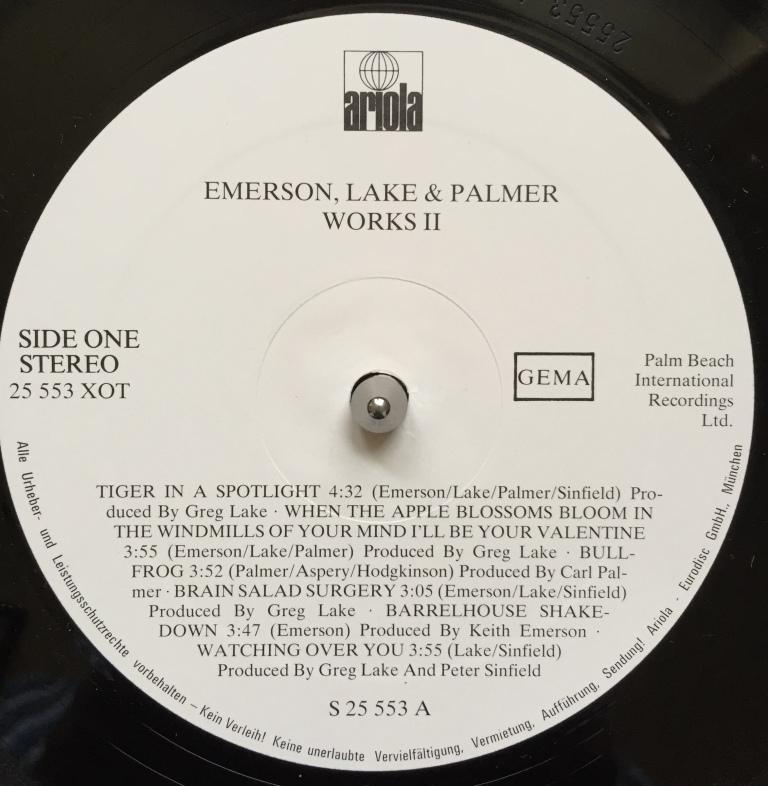 25553
ariola
EMERSON, LAKE & PALMER
WORKS II
SIDE ONE
STEREO
25 553 XOT
GEMA
Palm Beach
International
Recordings
Ltd.
TIGER IN A SPOTLIGHT 4:32 (Emerson/Lake/Palmer/Sinfield) Pro-
duced By Greg Lake · WHEN THE APPLE BLOSSOMS BLOOM IN
THE WINDMILLS OF YOUR MIND I'LL BE YOUR VALENTINE
3:55 (Emerson/Lake/Palmer) Produced By Greg Lake · BULL-
FROG 3:52 (Palmer/Aspery/Hodgkinson) Produced By Carl Pal-
mer · BRAIN SALAD SURGERY 3:05 (Emerson/Lake/Sinfield)
Produced By Greg Lake · BARRELHOUSE SHAKE-
DOWN 3:47 (Emerson) Produced By Keith Emerson ·
WATCHING OVER YOU 3:55 (Lake/Sinfield)
Produced By Greg Lake And Peter Sinfield
S 25 553 A
Alle Urheber- und Leistungsschutzrechte vorbehalten – Kein Verleih! Keine unerlaubte Vervielfältigung, Vermietung, Aufführung, Sendung! Ariola - Eurodisc GmbH., München